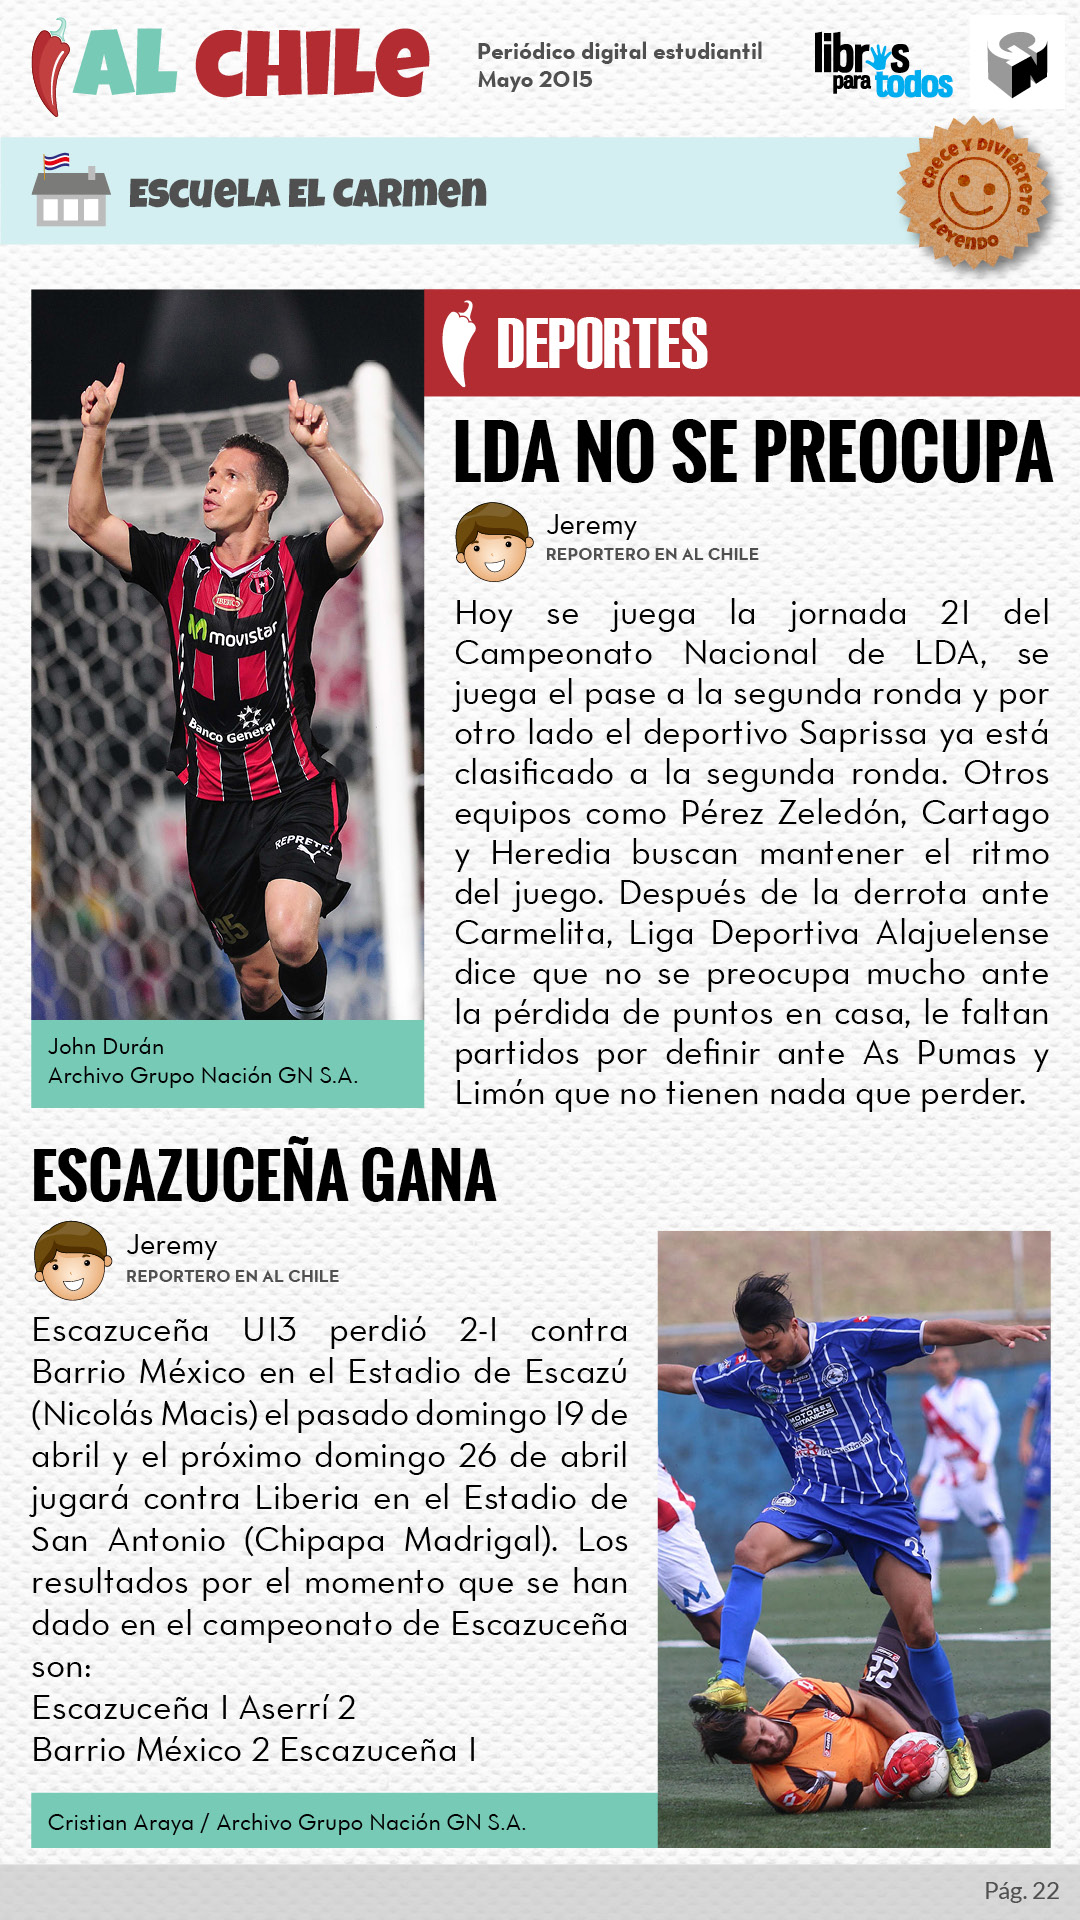 AL CHILE
Periódico digital estudiantil
Mayo 2015
libros
para todos
GN
ESCUELA EL CARMEN
CRECE Y DIVIÉRTETE
LEYENDO
DEPORTES
LDA NO SE PREOCUPA
Jeremy
REPORTERO EN AL CHILE
Hoy se juega la jornada 21 del
Campeonato Nacional de LDA, se
juega el pase a la segunda ronda y por
otro lado el deportivo Saprissa ya está
clasificado a la segunda ronda. Otros
equipos como Pérez Zeledón, Cartago
y Heredia buscan mantener el ritmo
del juego. Después de la derrota ante
Carmelita, Liga Deportiva Alajuelense
dice que no se preocupa mucho ante
la pérdida de puntos en casa, le faltan
partidos por definir ante As Pumas y
Limón que no tienen nada que perder.
movistar
Banco General
REPRETEL
35
John Durán
Archivo Grupo Nación GN S.A.
ESCAZUCEÑA GANA
Jeremy
REPORTERO EN AL CHILE
Escazuceña U13 perdió 2-1 contra
Barrio México en el Estadio de Escazú
(Nicolás Macis) el pasado domingo 19 de
abril y el próximo domingo 26 de abril
jugará contra Liberia en el Estadio de
San Antonio (Chipapa Madrigal). Los
resultados por el momento que se han
dado en el campeonato de Escazuceña
son:
Escazuceña 1 Aserrí 2
Barrio México 2 Escazuceña 1
MOTORES
BRITANICOS
22
Cristian Araya / Archivo Grupo Nación GN S.A.
Pág. 22